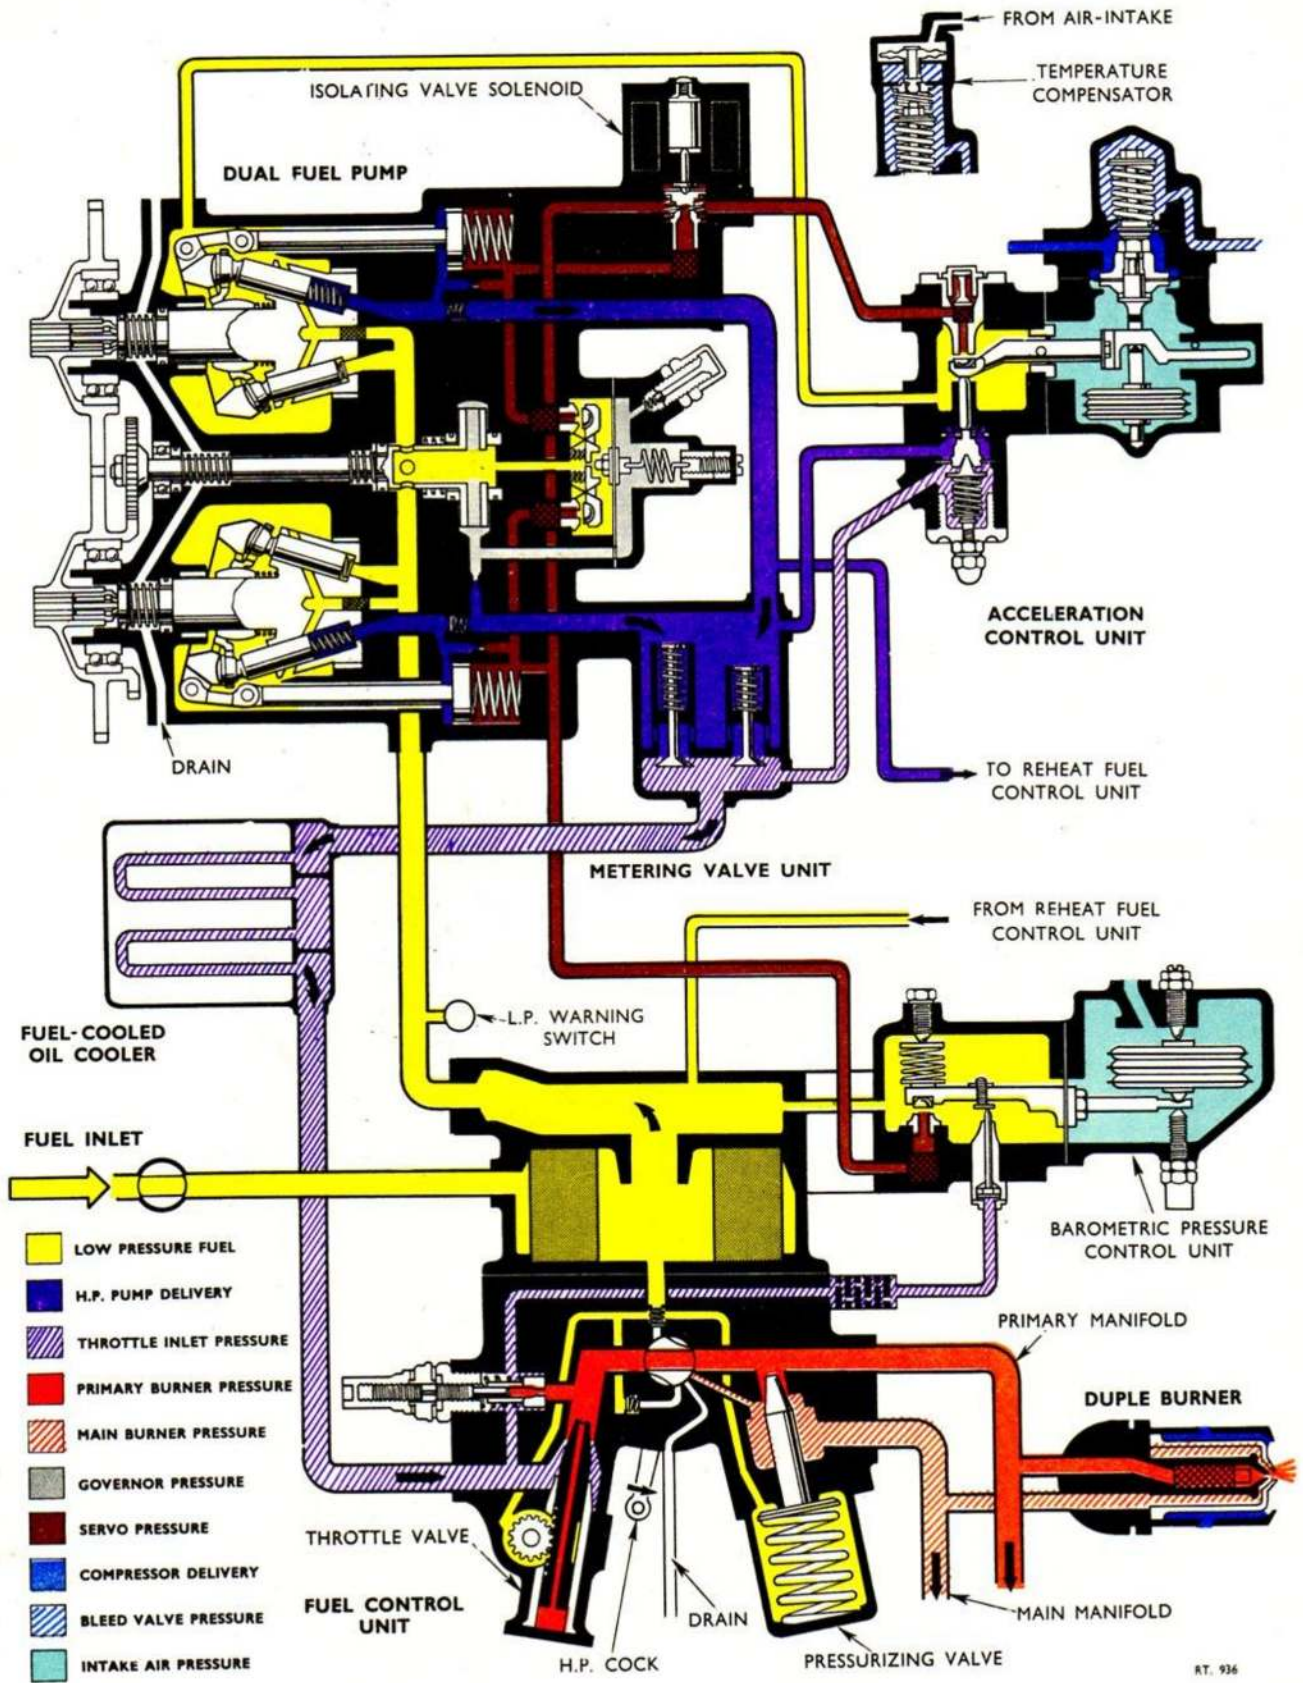 FROM AIR-INTAKE
ISOLATING VALVE SOLENOID
TEMPERATURE
COMPENSATOR
DUAL FUEL PUMP
ACCELERATION
CONTROL UNIT
DRAIN
TO REHEAT FUEL
CONTROL UNIT
METERING VALVE UNIT
FROM REHEAT FUEL
CONTROL UNIT
L.P. WARNING
SWITCH
FUEL-COOLED
OIL COOLER
FUEL INLET
BAROMETRIC PRESSURE
CONTROL UNIT
LOW PRESSURE FUEL
H.P. PUMP DELIVERY
THROTTLE INLET PRESSURE
PRIMARY BURNER PRESSURE
MAIN BURNER PRESSURE
GOVERNOR PRESSURE
SERVO PRESSURE
COMPRESSOR DELIVERY
BLEED VALVE PRESSURE
INTAKE AIR PRESSURE
PRIMARY MANIFOLD
DUPLE BURNER
THROTTLE VALVE
FUEL CONTROL
UNIT
DRAIN
MAIN MANIFOLD
H.P. COCK
PRESSURIZING VALVE
RT. 936